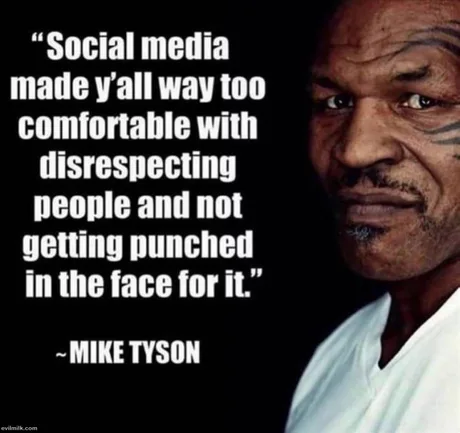 “Social media
made y’all way too
comfortable with
disrespecting
people and not
getting punched
in the face for it.”
~MIKE TYSON
evilmilk.com